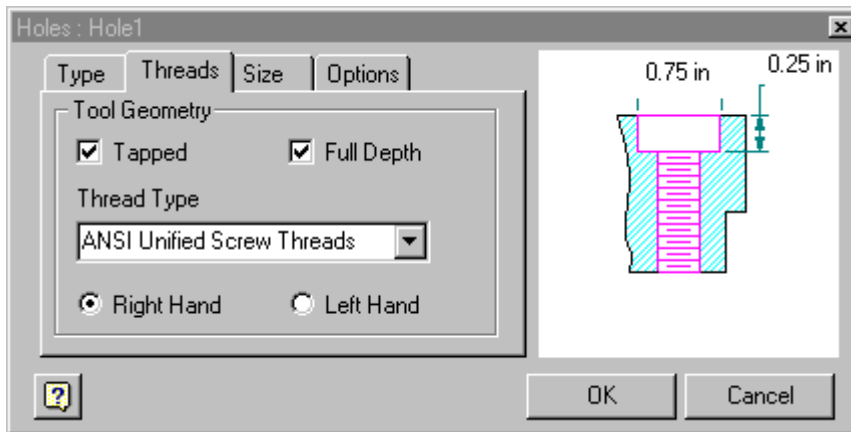 Holes : Hole1
Type Threads Size Options
Tool Geometry
Tapped Full Depth
Thread Type
ANSI Unified Screw Threads
Right Hand Left Hand
0.75 in 0.25 in
OK Cancel